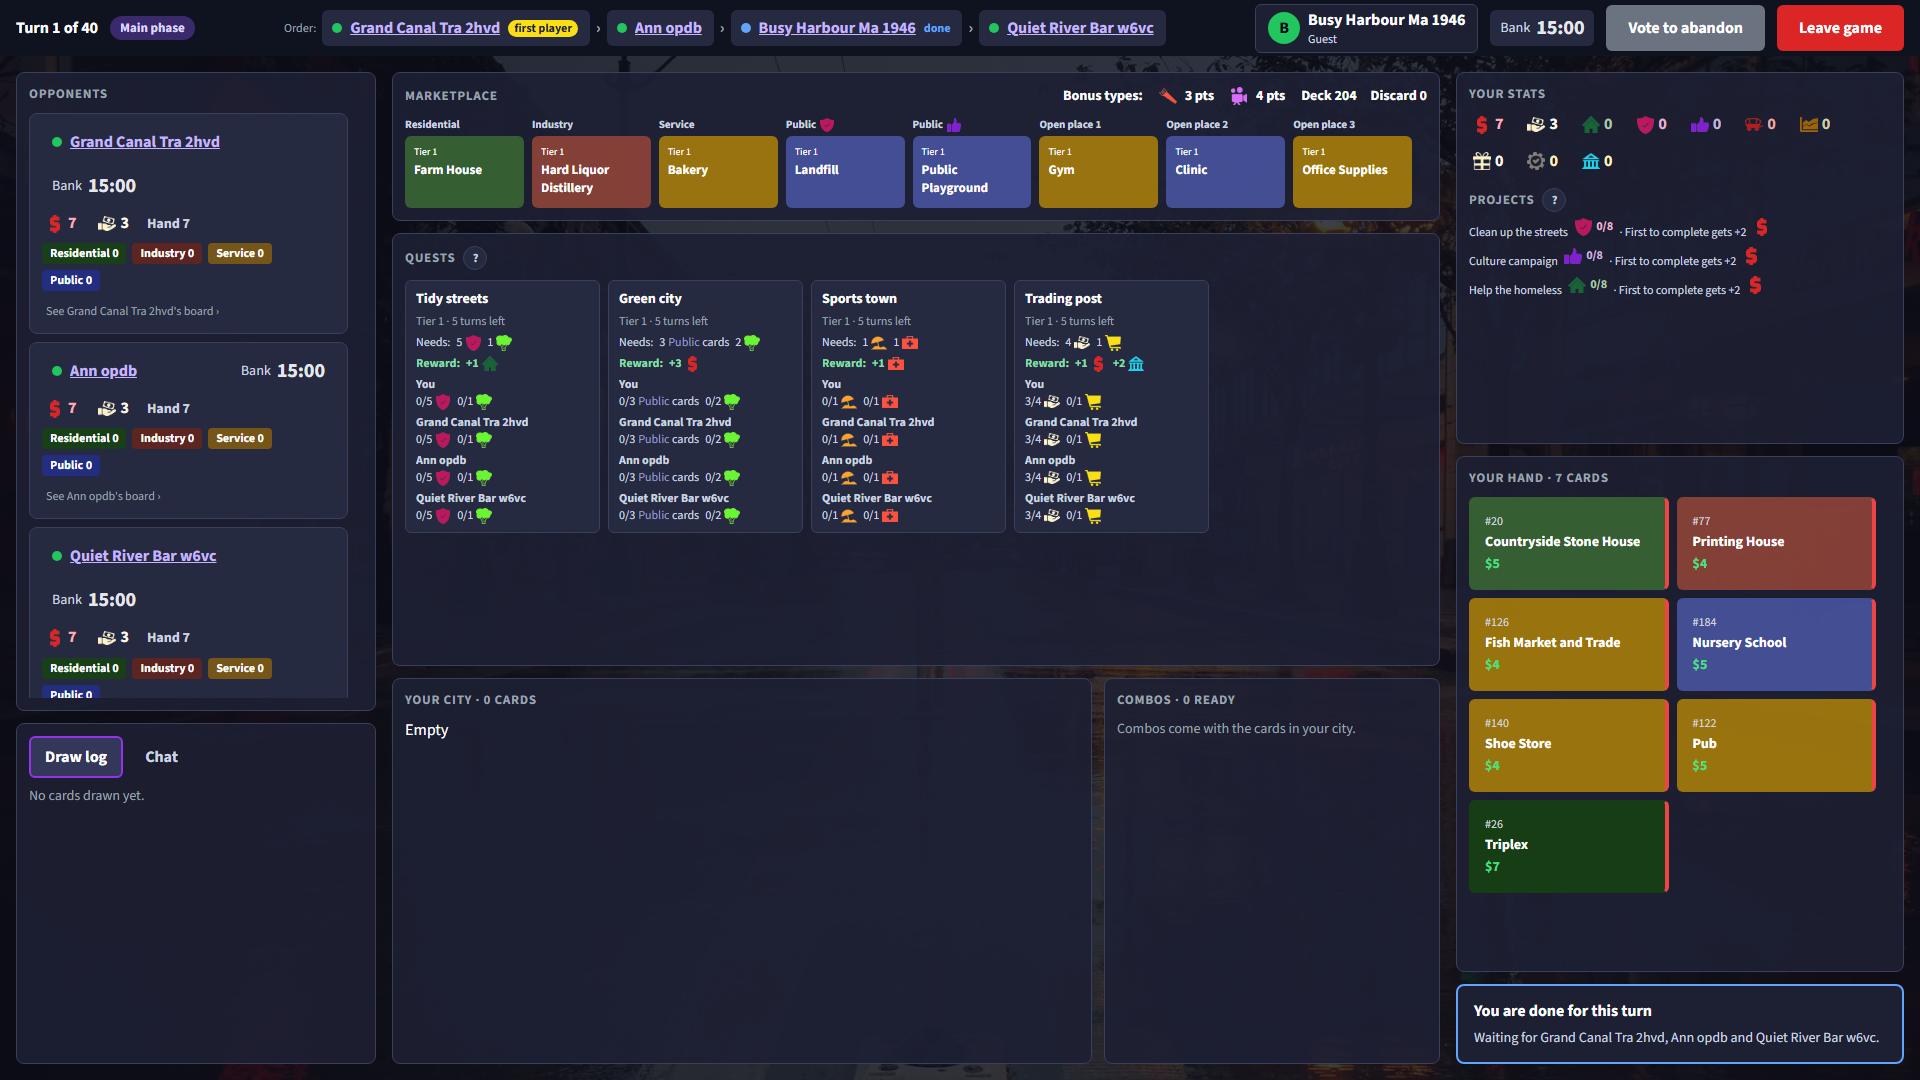 Turn 1 of 40 Main phase Order: Grand Canal Tra 2hvd first player › Ann opdb › Busy Harbour Ma 1946 done › Quiet River Bar w6vc B Busy Harbour Ma 1946 Guest Bank 15:00 Vote to abandon Leave game
OPPONENTS
Grand Canal Tra 2hvd
Bank 15:00
7 3 Hand 7
Residential 0 Industry 0 Service 0
Public 0
See Grand Canal Tra 2hvd's board ›
Ann opdb Bank 15:00
7 3 Hand 7
Residential 0 Industry 0 Service 0
Public 0
See Ann opdb's board ›
Quiet River Bar w6vc
Bank 15:00
7 3 Hand 7
Residential 0 Industry 0 Service 0
Public 0
Draw log Chat
No cards drawn yet.
MARKETPLACE Bonus types: 3 pts 4 pts Deck 204 Discard 0
Residential Industry Service Public Public Open place 1 Open place 2 Open place 3
Tier 1 Tier 1 Tier 1 Tier 1 Tier 1 Tier 1 Tier 1 Tier 1
Farm House Hard Liquor Bakery Landfill Public Gym Clinic Office Supplies
Distillery Playground
QUESTS ?
Tidy streets
Tier 1 · 5 turns left
Needs: 5 1
Reward: +1
You
0/5 0/1
Grand Canal Tra 2hvd
0/5 0/1
Ann opdb
0/5 0/1
Quiet River Bar w6vc
0/5 0/1
Green city
Tier 1 · 5 turns left
Needs: 3 Public cards 2
Reward: +3
You
0/3 Public cards 0/2
Grand Canal Tra 2hvd
0/3 Public cards 0/2
Ann opdb
0/3 Public cards 0/2
Quiet River Bar w6vc
0/3 Public cards 0/2
Sports town
Tier 1 · 5 turns left
Needs: 1 1
Reward: +1
You
0/1 0/1
Grand Canal Tra 2hvd
0/1 0/1
Ann opdb
0/1 0/1
Quiet River Bar w6vc
0/1 0/1
Trading post
Tier 1 · 5 turns left
Needs: 4 1
Reward: +1 +2
You
3/4 0/1
Grand Canal Tra 2hvd
3/4 0/1
Ann opdb
3/4 0/1
Quiet River Bar w6vc
3/4 0/1
YOUR CITY · 0 CARDS
Empty
COMBOS · 0 READY
Combos come with the cards in your city.
YOUR STATS
7 3 0 0 0 0 0
0 0 0
PROJECTS ?
Clean up the streets 0/8 · First to complete gets +2
Culture campaign 0/8 · First to complete gets +2
Help the homeless 0/8 · First to complete gets +2
YOUR HAND · 7 CARDS
#20
Countryside Stone House
$5
#77
Printing House
$4
#126
Fish Market and Trade
$4
#184
Nursery School
$5
#140
Shoe Store
$4
#122
Pub
$5
#26
Triplex
$7
You are done for this turn
Waiting for Grand Canal Tra 2hvd, Ann opdb and Quiet River Bar w6vc.